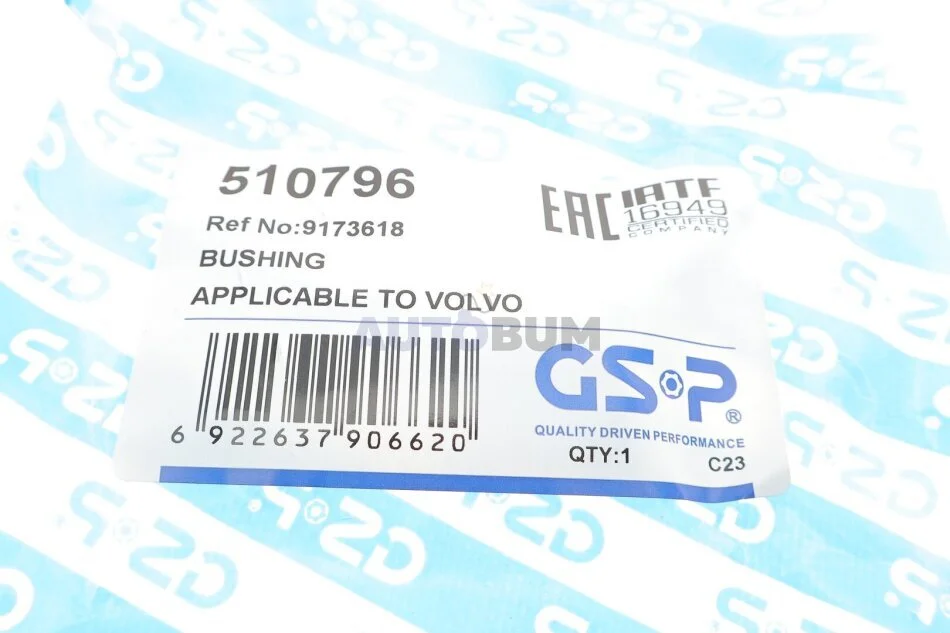 510796
Ref No:9173618
BUSHING
APPLICABLE TO VOLVO
EAC
IATF
16949
CERTIFIED
COMPANY
AUTOBUM
6 922637 906620
GSP®
QUALITY DRIVEN PERFORMANCE
QTY:1
C23